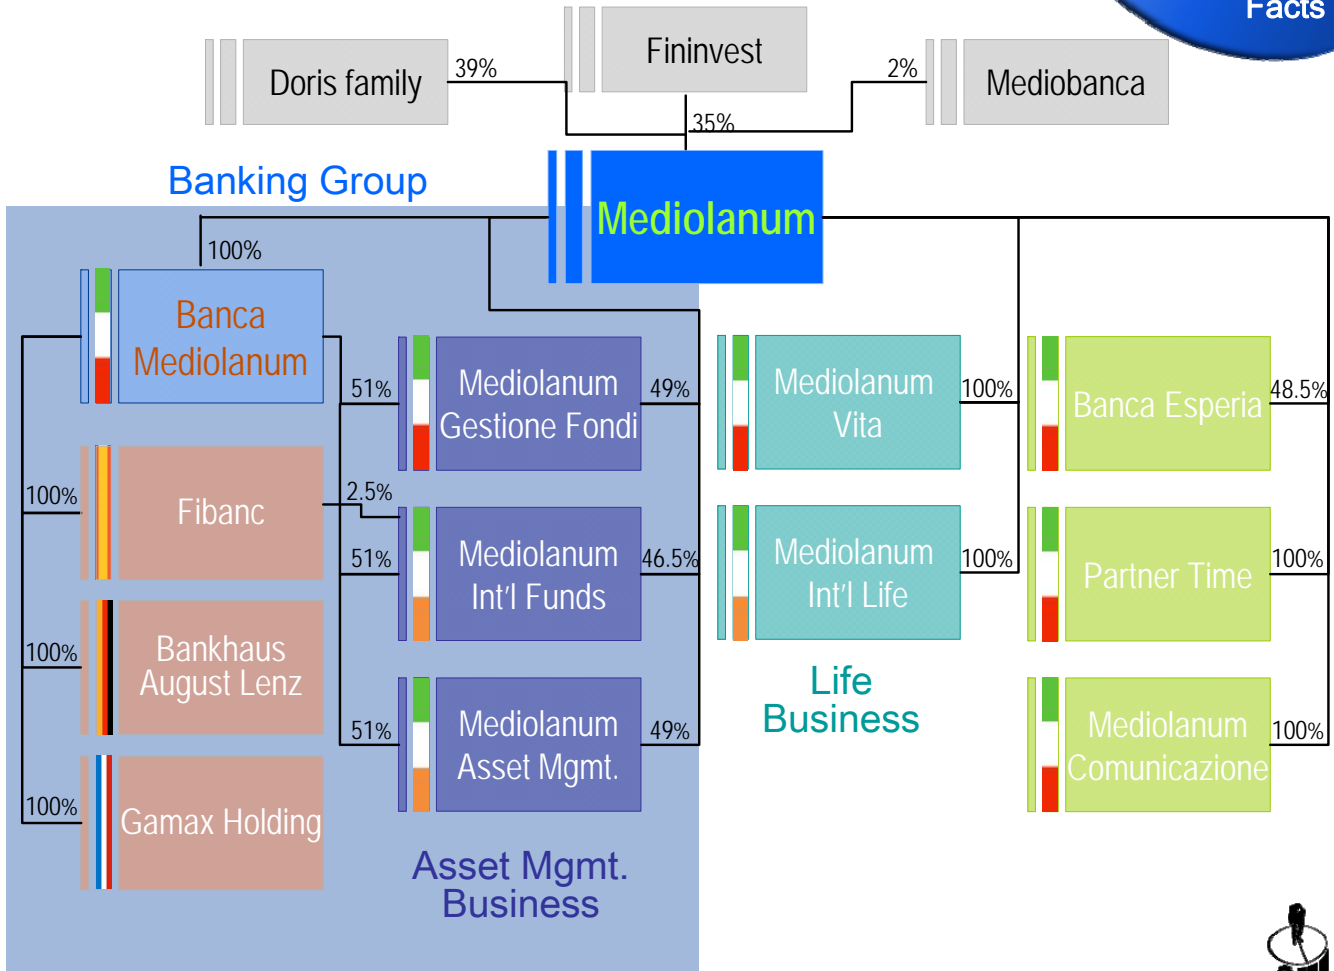 Facts
Doris family
39%
Fininvest
35%
2%
Mediobanca
Banking Group
Mediolanum
100%
Banca
Mediolanum
51%
Mediolanum
Gestione Fondi
49%
Mediolanum
Vita
100%
Banca Esperia
48.5%
100%
Fibanc
2.5%
51%
Mediolanum
Int'l Funds
46.5%
Mediolanum
Int'l Life
100%
Partner Time
100%
100%
Bankhaus
August Lenz
51%
Mediolanum
Asset Mgmt.
49%
Life
Business
Mediolanum
Comunicazione
100%
100%
Gamax Holding
Asset Mgmt.
Business